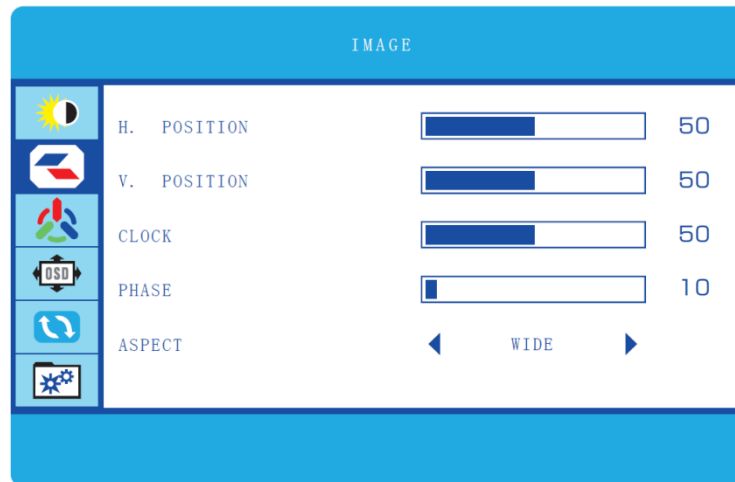 IMAGE
H. POSITION 50
V. POSITION 50
CLOCK 50
PHASE 10
OSD
ASPECT WIDE